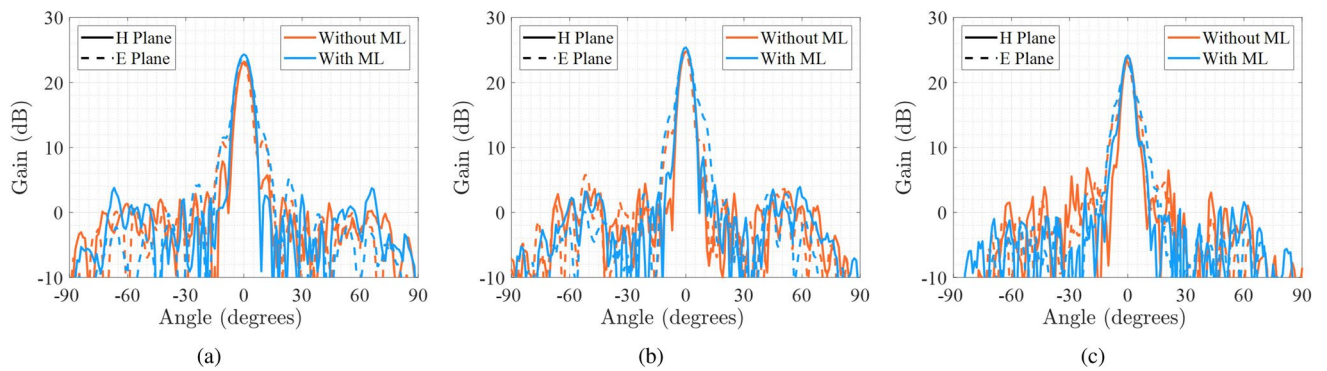 30
20
10
0
-10
Gain (dB)
H Plane
E Plane
Without ML
With ML
-90 -60 -30 0 30 60 90
Angle (degrees)
(a)
30
20
10
0
-10
Gain (dB)
H Plane
E Plane
Without ML
With ML
-90 -60 -30 0 30 60 90
Angle (degrees)
(b)
30
20
10
0
-10
Gain (dB)
H Plane
E Plane
Without ML
With ML
-90 -60 -30 0 30 60 90
Angle (degrees)
(c)